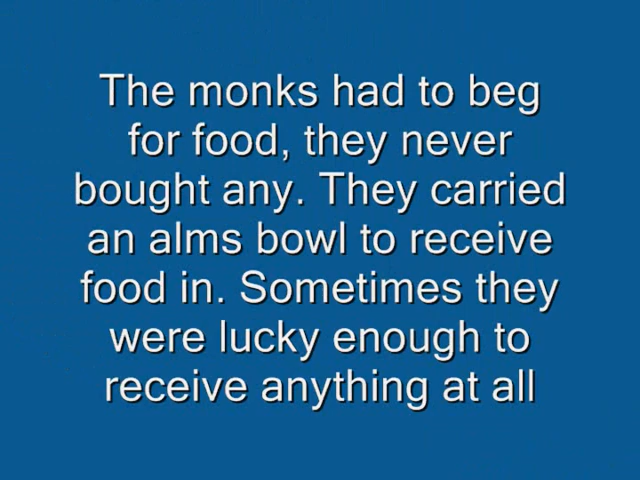 The monks had to beg
for food, they never
bought any. They carried
an alms bowl to receive
food in. Sometimes they
were lucky enough to
receive anything at all